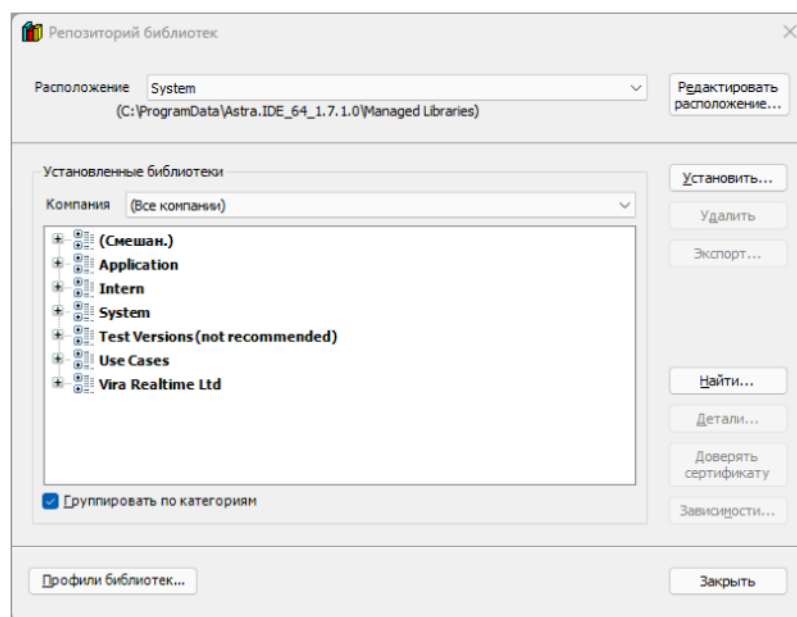 Репозиторий библиотек
Расположение System
(C:\ProgramData\Astra.IDE_64_1.7.1.0\Managed Libraries)
Редактировать
расположение...
Установленные библиотеки
Компания (Все компании)
(Смешан.)
Application
Intern
System
Test Versions (not recommended)
Use Cases
Vira Realtime Ltd
Группировать по категориям
Установить...
Удалить
Экспорт...
Найти...
Детали...
Доверять
сертификату
Зависимости...
Профили библиотек...
Закрыть